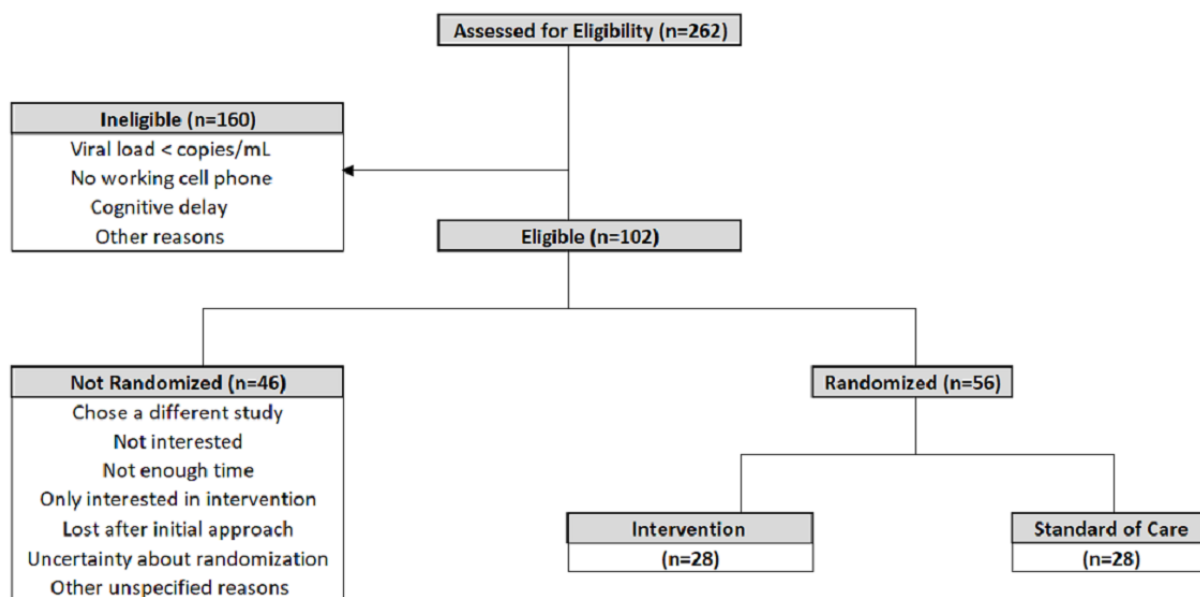 Assessed for Eligibility (n=262)
Ineligible (n=160)
Viral load < copies/mL
No working cell phone
Cognitive delay
Other reasons
Eligible (n=102)
Not Randomized (n=46)
Chose a different study
Not interested
Not enough time
Only interested in intervention
Lost after initial approach
Uncertainty about randomization
Other unspecified reasons
Randomized (n=56)
Intervention
(n=28)
Standard of Care
(n=28)